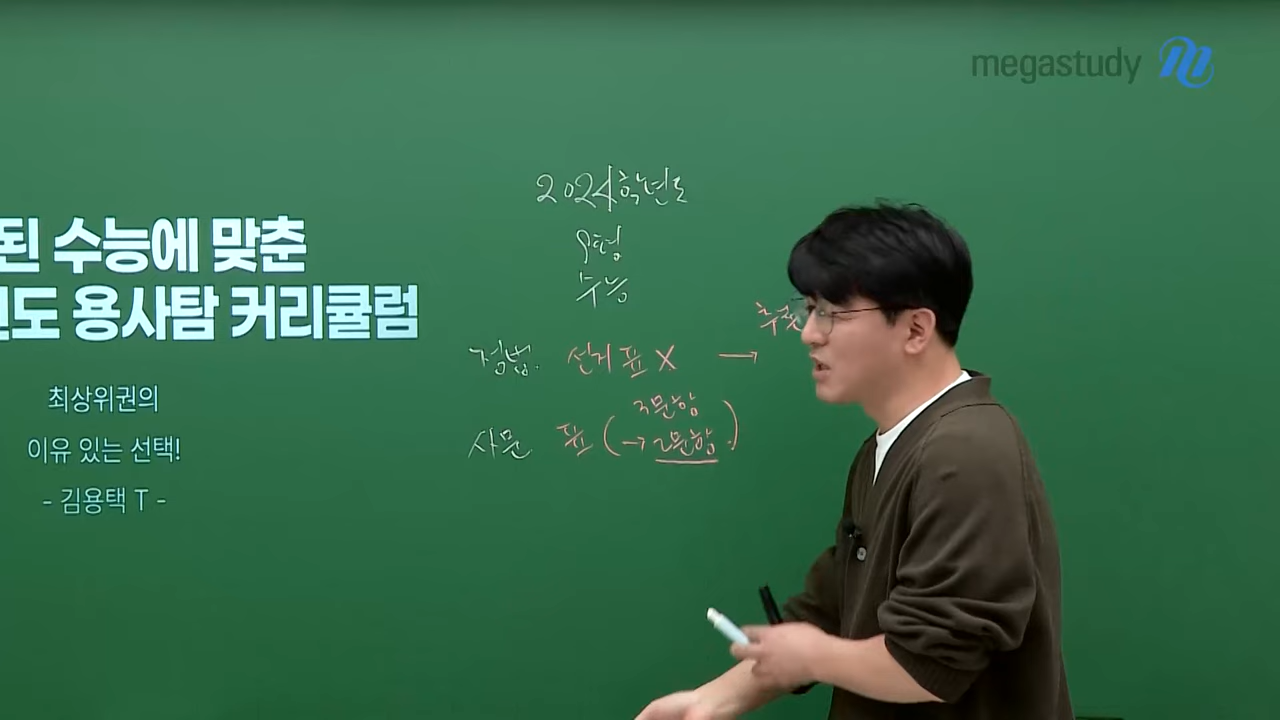 megastudy
된 수능에 맞춘
도 용사탐 커리큘럼
최상위권의
이유 있는 선택!
- 김용택 T -
2024학년도
9평
수능
정법. 선거 표 X →
사문 표 ( → 2문항 )
3문항